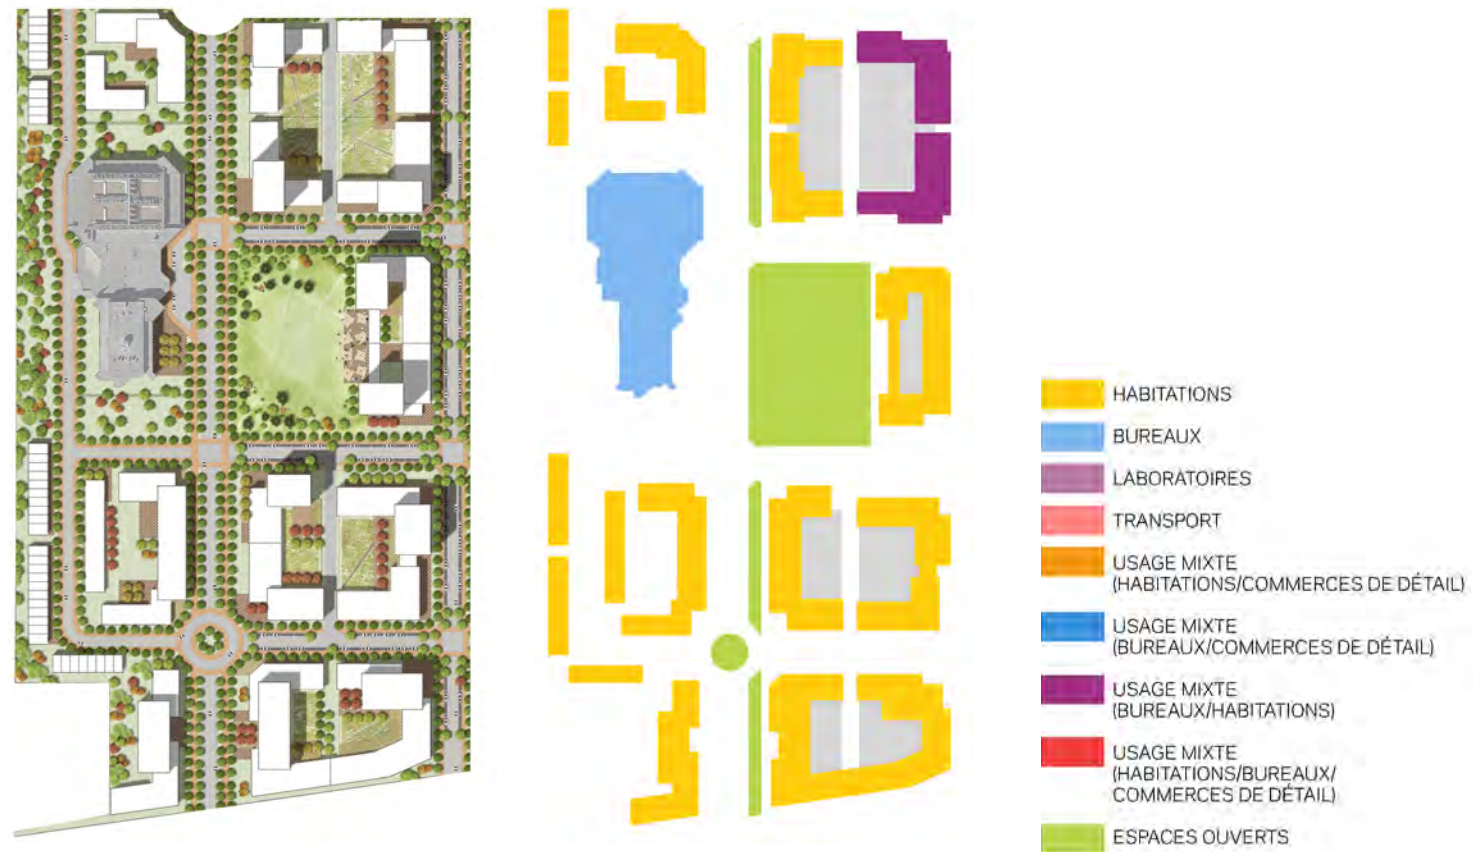 HABITATIONS
BUREAUX
LABORATOIRES
TRANSPORT
USAGE MIXTE
(HABITATIONS/COMMERCES DE DÉTAIL)
USAGE MIXTE
(BUREAUX/COMMERCES DE DÉTAIL)
USAGE MIXTE
(BUREAUX/HABITATIONS)
USAGE MIXTE
(HABITATIONS/BUREAUX/
COMMERCES DE DÉTAIL)
ESPACES OUVERTS